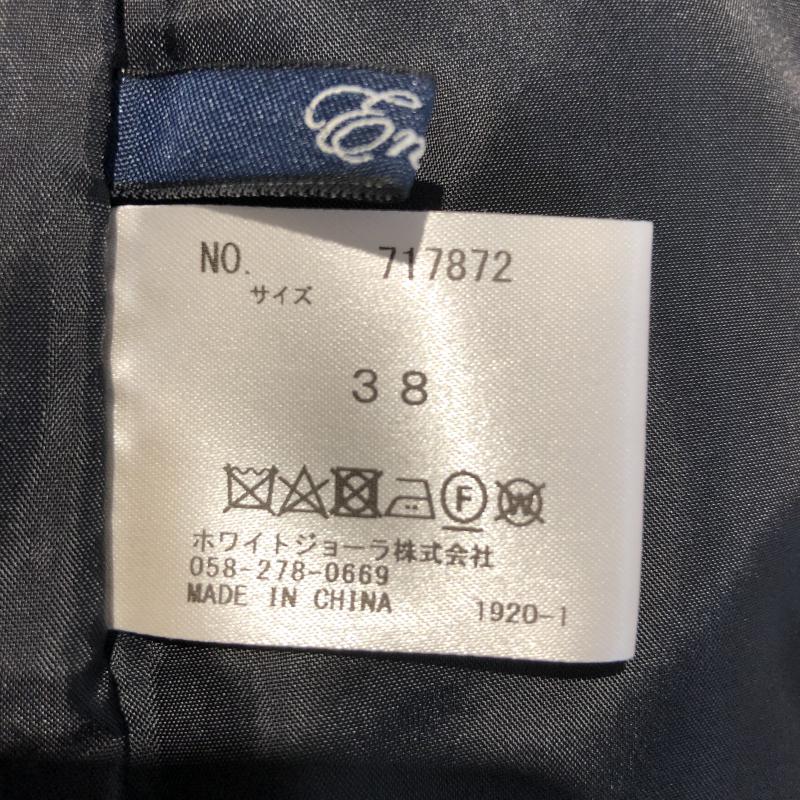 En
NO. 717872
サイズ
38
F W
ホワイトジョーラ株式会社
058-278-0669
MADE IN CHINA 1920-1